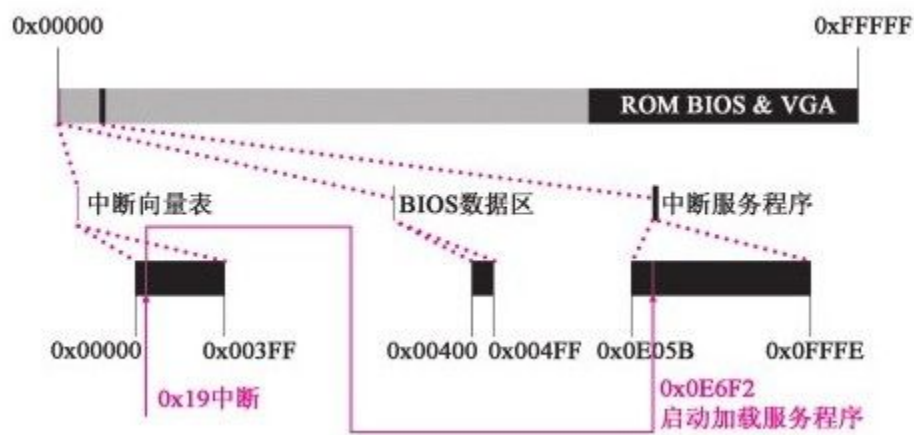 0x00000
0xFFFFF
ROM BIOS & VGA
中断向量表
BIOS数据区
中断服务程序
0x00000
0x003FF
0x00400
0x004FF
0x0E05B
0x0FFFE
0x19中断
0x0E6F2
启动加载服务程序